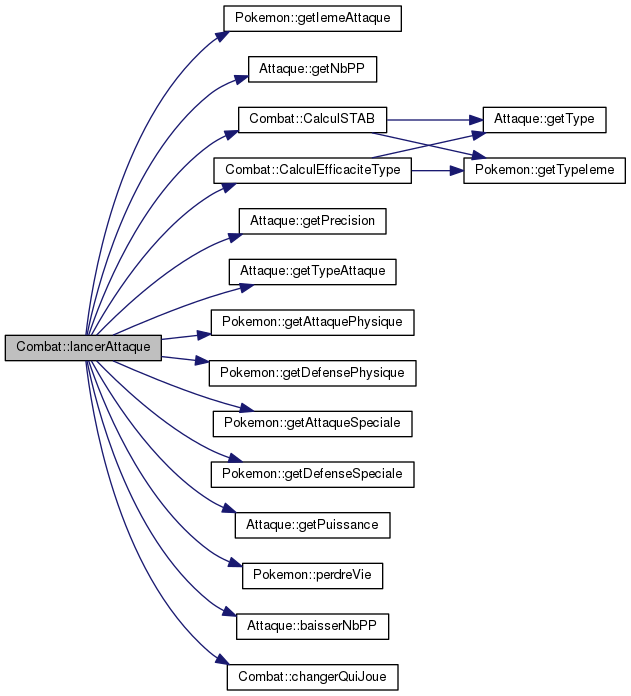 Pokemon::getIemeAttaque
Attaque::getNbPP
Combat::CalculSTAB
Attaque::getType
Combat::CalculEfficaciteType
Pokemon::getTypeIeme
Attaque::getPrecision
Attaque::getTypeAttaque
Pokemon::getAttaquePhysique
Combat::lancerAttaque
Pokemon::getDefensePhysique
Pokemon::getAttaqueSpeciale
Pokemon::getDefenseSpeciale
Attaque::getPuissance
Pokemon::perdreVie
Attaque::baisserNbPP
Combat::changerQuiJoue